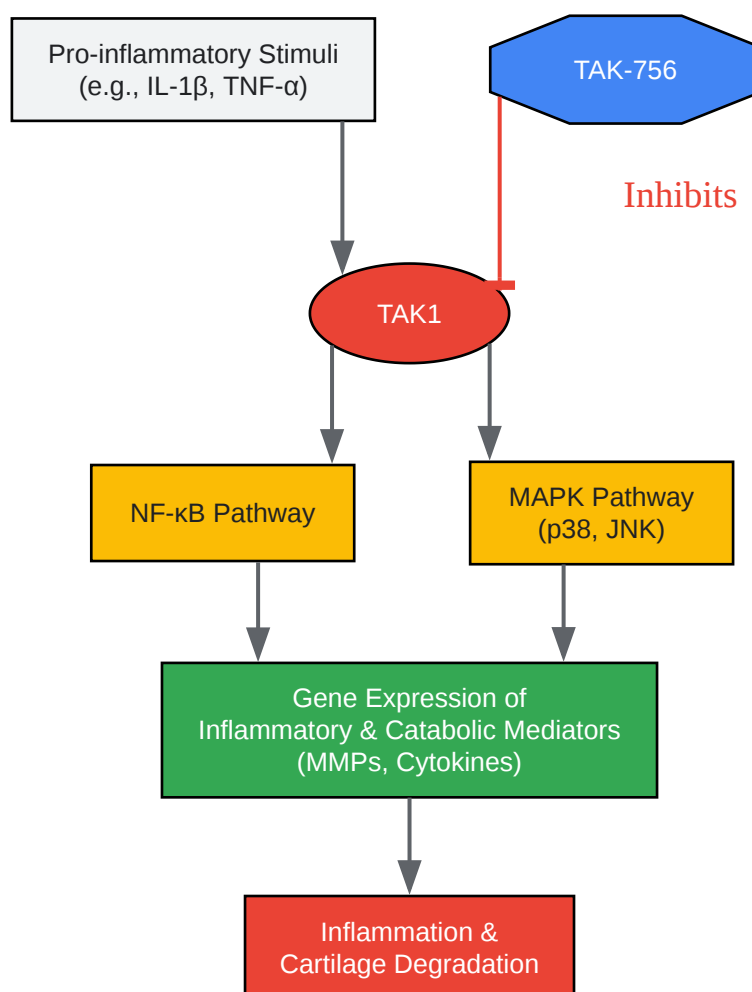 Pro-inflammatory Stimuli
(e.g., IL-1β, TNF-α)
TAK-756
Inhibits
TAK1
NF-κB Pathway
MAPK Pathway
(p38, JNK)
Gene Expression of
Inflammatory & Catabolic Mediators
(MMPs, Cytokines)
Inflammation &
Cartilage Degradation